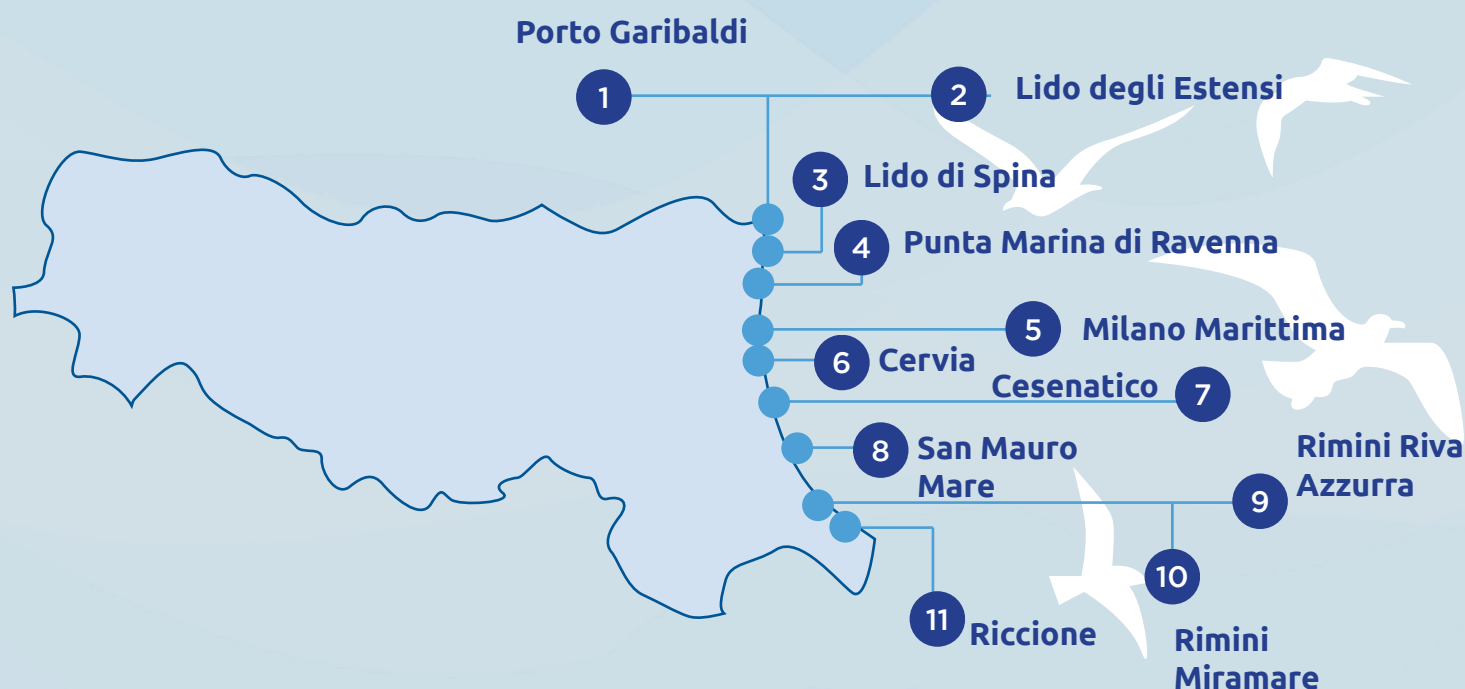 Porto Garibaldi
1
2
Lido degli Estensi
3
Lido di Spina
4
Punta Marina di Ravenna
5
Milano Marittima
6
Cervia
Cesenatico
7
8
San Mauro
Mare
Rimini Riva
Azzurra
9
10
Rimini
Miramare
11
Riccione